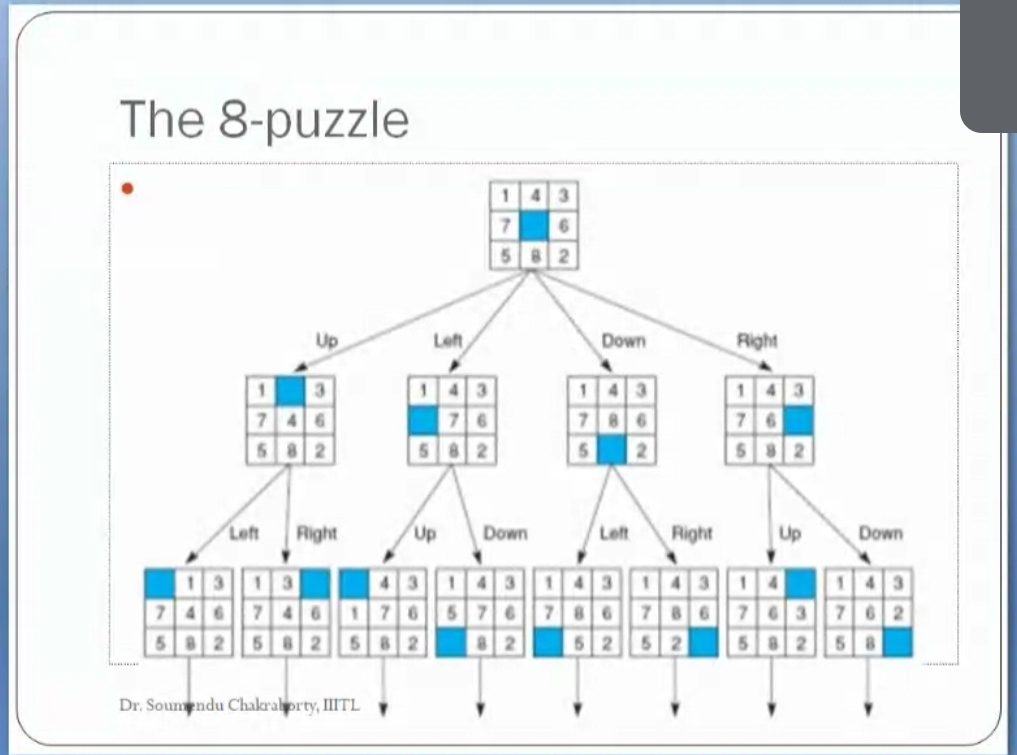 The 8-puzzle
1 4 3
7 6
5 8 2
Up Left Down Right
1 3 1 4 3 1 4 3 1 4 3
7 4 6 7 6 7 8 6 7 6
5 8 2 5 8 2 5 2 5 8 2
Left Right Up Down Left Right Up Down
1 3 1 3 4 3 1 4 3 1 4 3 1 4 3 1 4 1 4 3
7 4 6 7 4 6 1 7 6 5 7 6 7 8 6 7 8 6 7 6 3 7 6 2
5 8 2 5 8 2 5 8 2 8 2 5 2 5 2 5 8 2 5 8
Dr. Soumendu Chakraborty, IIITL